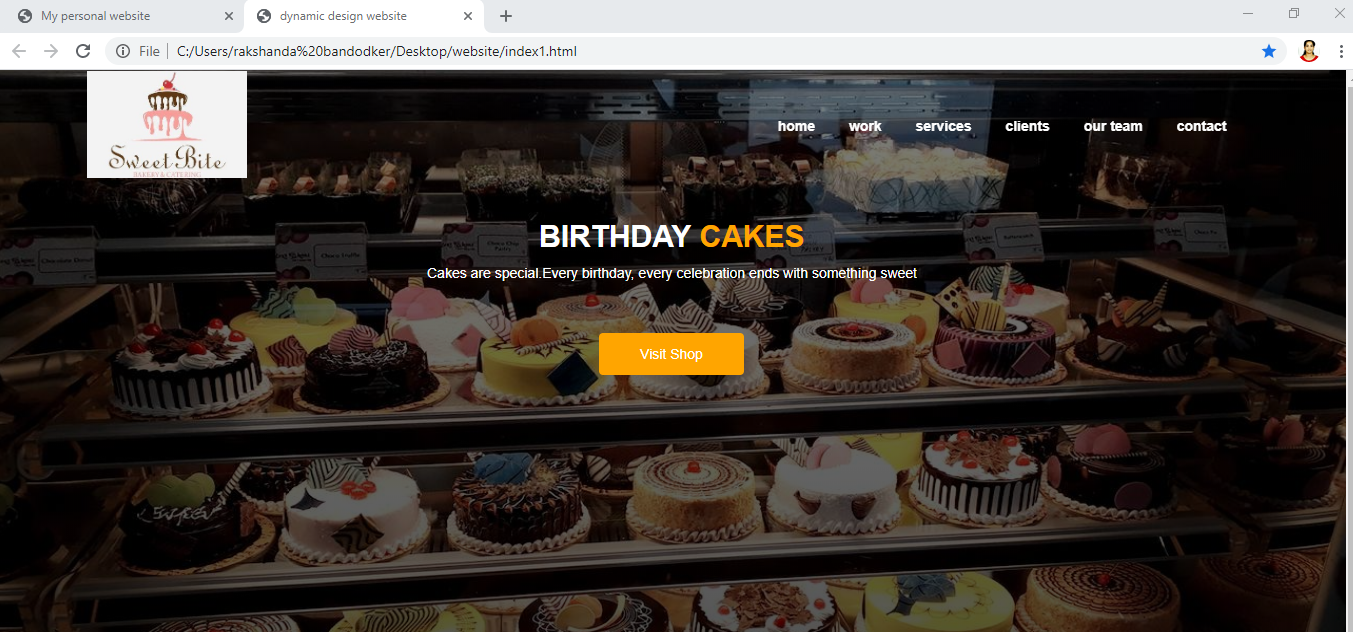 My personal website
dynamic design website
File
C:/Users/rakshanda%20bandodker/Desktop/website/index1.html
Sweet Bite
BAKERY & CATERING
home work services clients our team contact
BIRTHDAY CAKES
Cakes are special.Every birthday, every celebration ends with something sweet
Visit Shop